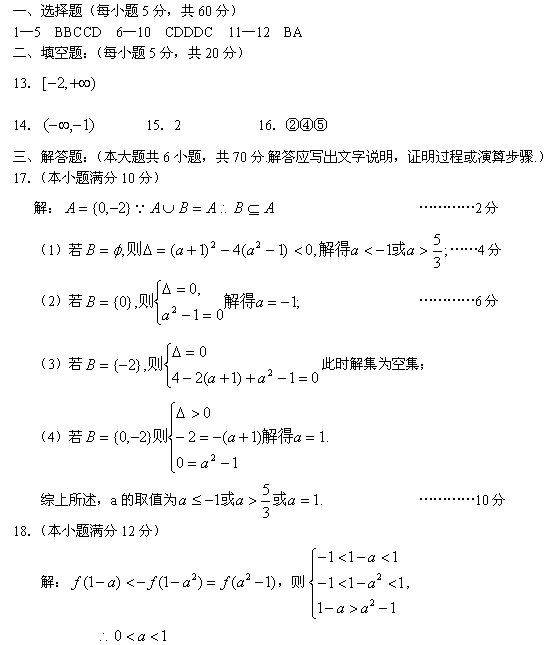 一、选择题(每小题5分，共60分)
1—5 BBCCD 6—10 CDDDC 11—12 BA
二、填空题:(每小题5分，共20分)
13. [−2,+∞)
14. (−∞,−1) 15. 2 16. ②④⑤
三、解答题:(本大题共6小题，共70分.解答应写出文字说明，证明过程或演算步骤.)
17.(本小题满分10分)
解: A={0,−2} ∵ A∪B=A ∴ B⊆A …………2分
(1)若B=ϕ,则Δ=(a+1)²−4(a²−1)<0,解得a<−1或a>5/3;……4分
(2)若B={0},则{Δ=0, a²−1=0 解得a=−1; …………6分
(3)若B={−2},则{Δ=0 4−2(a+1)+a²−1=0 此时解集为空集;
(4)若B={0,−2}则{Δ>0 −2=−(a+1) 0=a²−1 解得a=1.
综上所述，a的取值为a≤−1或a>5/3或a=1. …………10分
18.(本小题满分12分)
解: f(1−a)<−f(1−a²)=f(a²−1)，则{−1<1−a<1 −1<1−a²<1, 1−a>a²−1
∴ 0<a<1